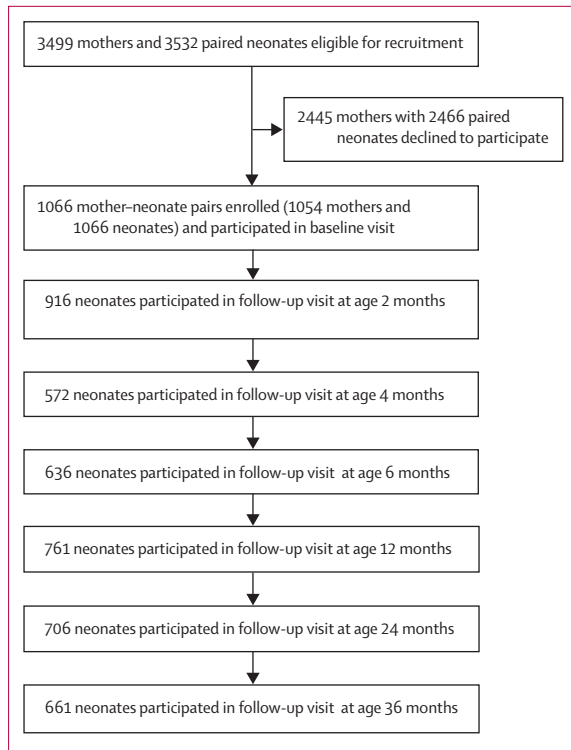 3499 mothers and 3532 paired neonates eligible for recruitment
2445 mothers with 2466 paired
neonates declined to participate
1066 mother–neonate pairs enrolled (1054 mothers and
1066 neonates) and participated in baseline visit
916 neonates participated in follow-up visit at age 2 months
572 neonates participated in follow-up visit at age 4 months
636 neonates participated in follow-up visit at age 6 months
761 neonates participated in follow-up visit at age 12 months
706 neonates participated in follow-up visit at age 24 months
661 neonates participated in follow-up visit at age 36 months